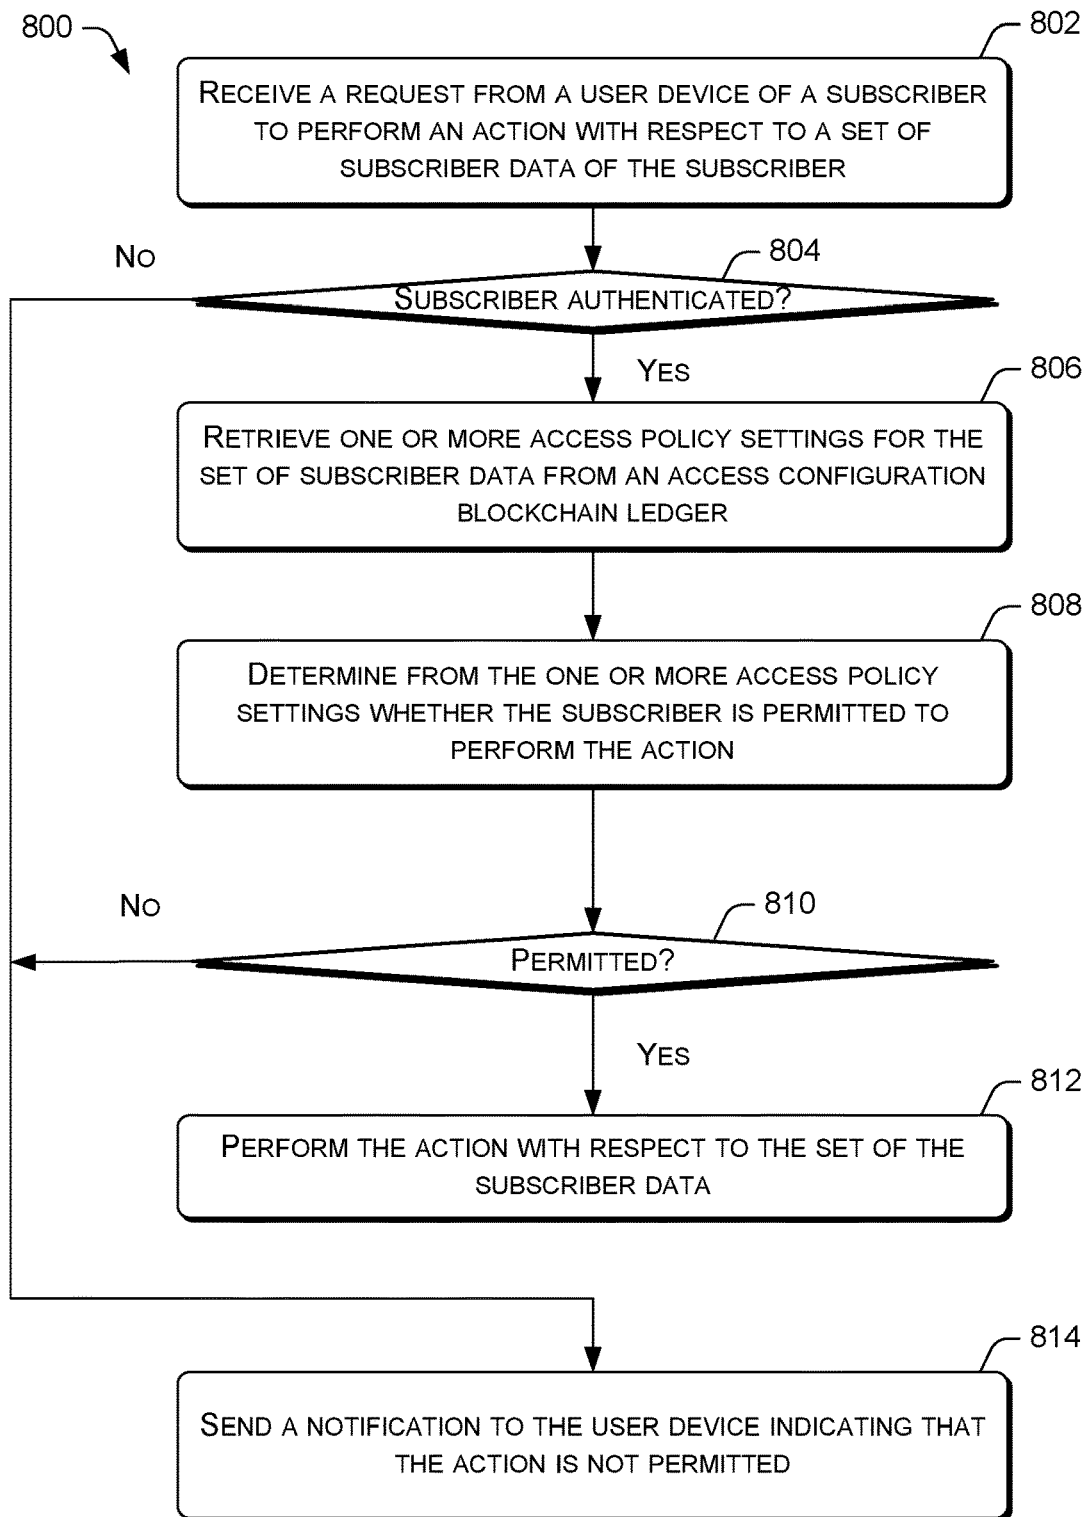 800
802
RECEIVE A REQUEST FROM A USER DEVICE OF A SUBSCRIBER
TO PERFORM AN ACTION WITH RESPECT TO A SET OF
SUBSCRIBER DATA OF THE SUBSCRIBER
NO
804
SUBSCRIBER AUTHENTICATED?
YES
806
RETRIEVE ONE OR MORE ACCESS POLICY SETTINGS FOR THE
SET OF SUBSCRIBER DATA FROM AN ACCESS CONFIGURATION
BLOCKCHAIN LEDGER
808
DETERMINE FROM THE ONE OR MORE ACCESS POLICY
SETTINGS WHETHER THE SUBSCRIBER IS PERMITTED TO
PERFORM THE ACTION
NO
810
PERMITTED?
YES
812
PERFORM THE ACTION WITH RESPECT TO THE SET OF THE
SUBSCRIBER DATA
814
SEND A NOTIFICATION TO THE USER DEVICE INDICATING THAT
THE ACTION IS NOT PERMITTED